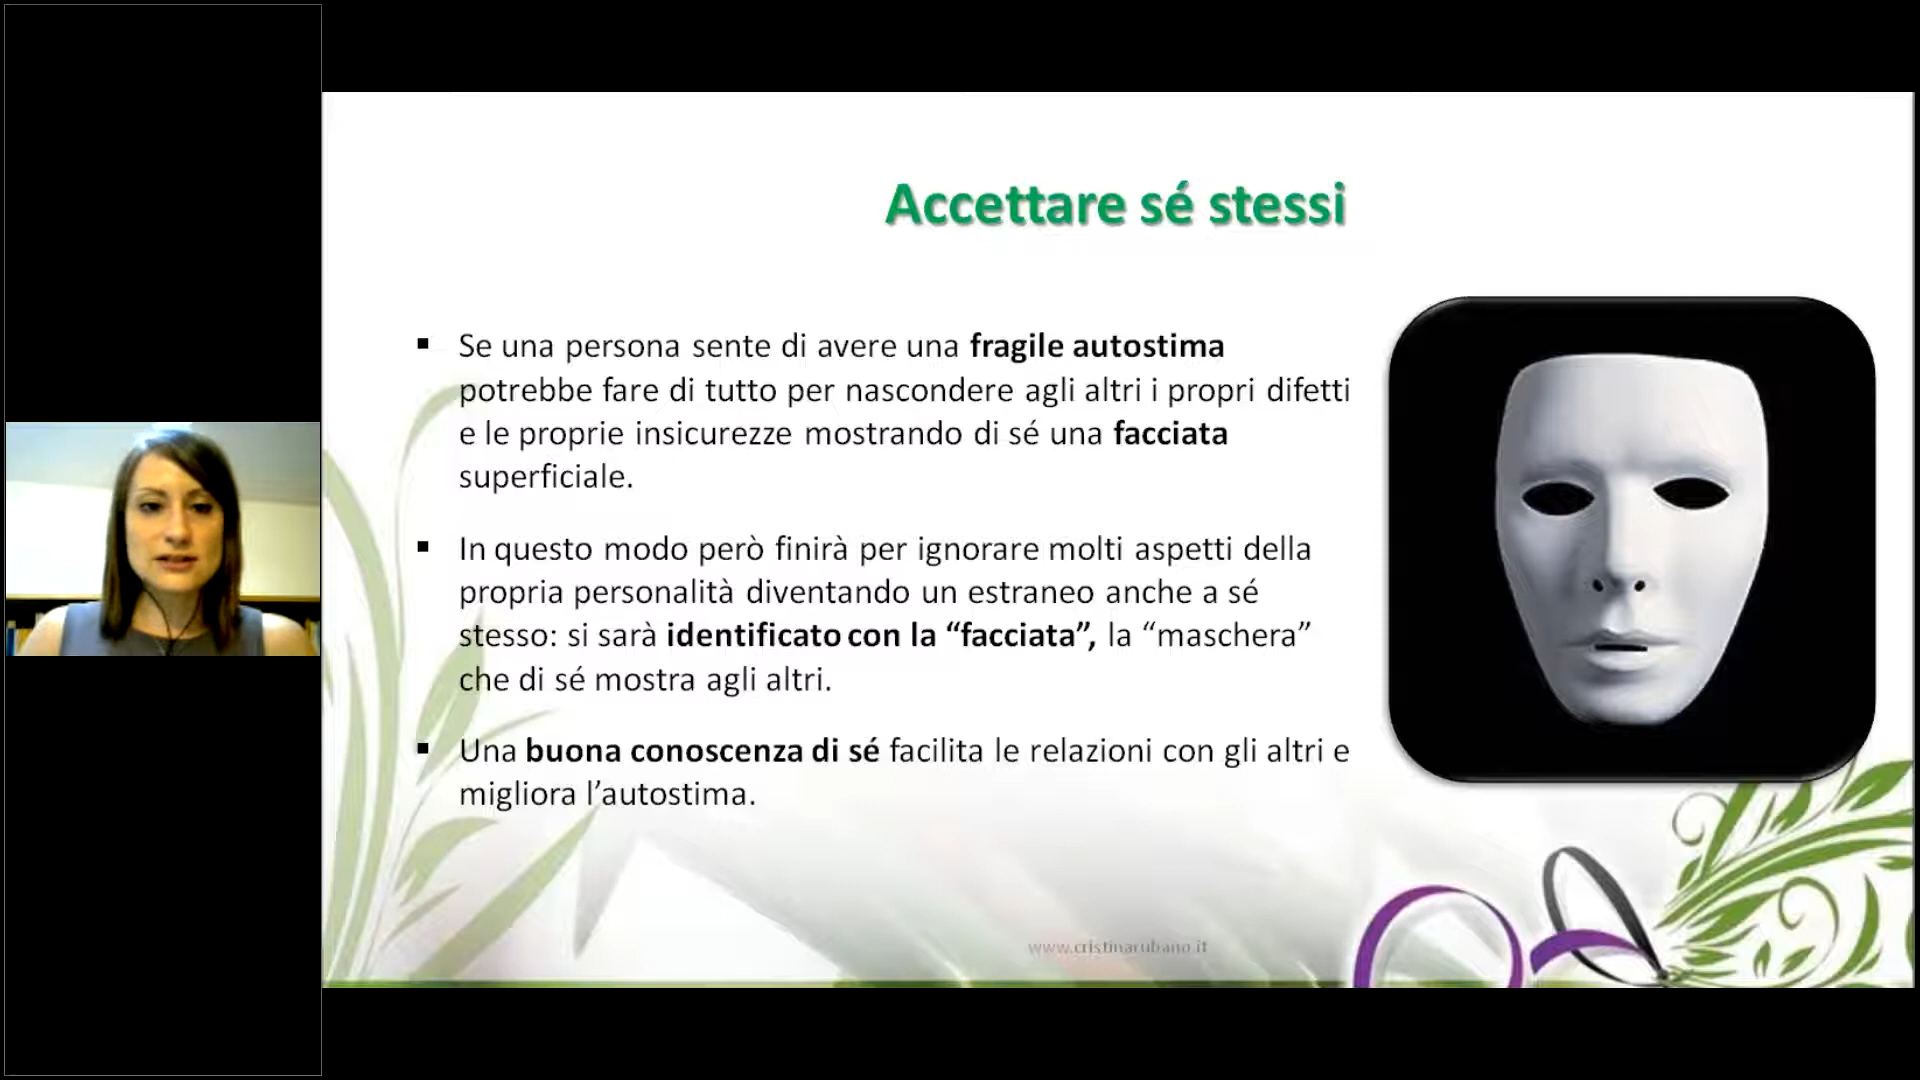 Accettare sé stessi
▪ Se una persona sente di avere una fragile autostima
potrebbe fare di tutto per nascondere agli altri i propri difetti
e le proprie insicurezze mostrando di sé una facciata
superficiale.
▪ In questo modo però finirà per ignorare molti aspetti della
propria personalità diventando un estraneo anche a sé
stesso: si sarà identificato con la “facciata”, la “maschera”
che di sé mostra agli altri.
▪ Una buona conoscenza di sé facilita le relazioni con gli altri e
migliora l’autostima.
www.cristinarubano.it